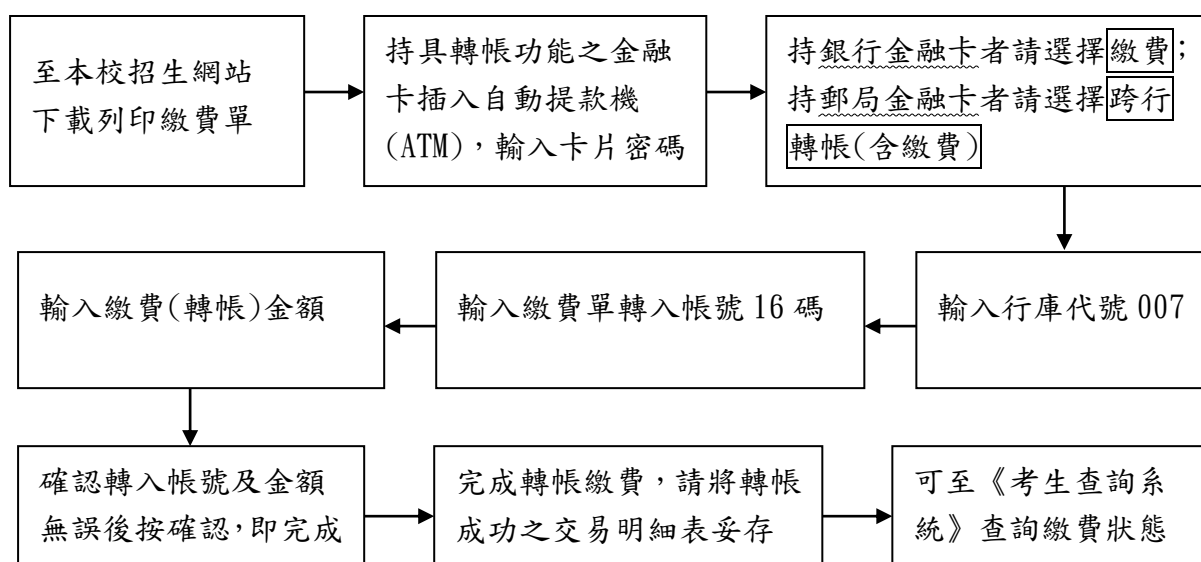 至本校招生網站
下載列印繳費單
持具轉帳功能之金融
卡插入自動提款機
(ATM)，輸入卡片密碼
持銀行金融卡者請選擇繳費；
持郵局金融卡者請選擇跨行
轉帳(含繳費)
輸入行庫代號 007
輸入繳費單轉入帳號 16 碼
輸入繳費(轉帳)金額
確認轉入帳號及金額
無誤後按確認，即完成
完成轉帳繳費，請將轉帳
成功之交易明細表妥存
可至《考生查詢系
統》查詢繳費狀態